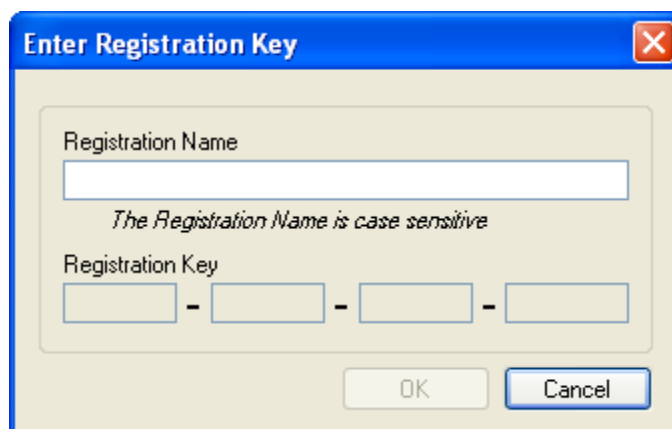 Enter Registration Key
Registration Name
The Registration Name is case sensitive
Registration Key
- - -
OK Cancel